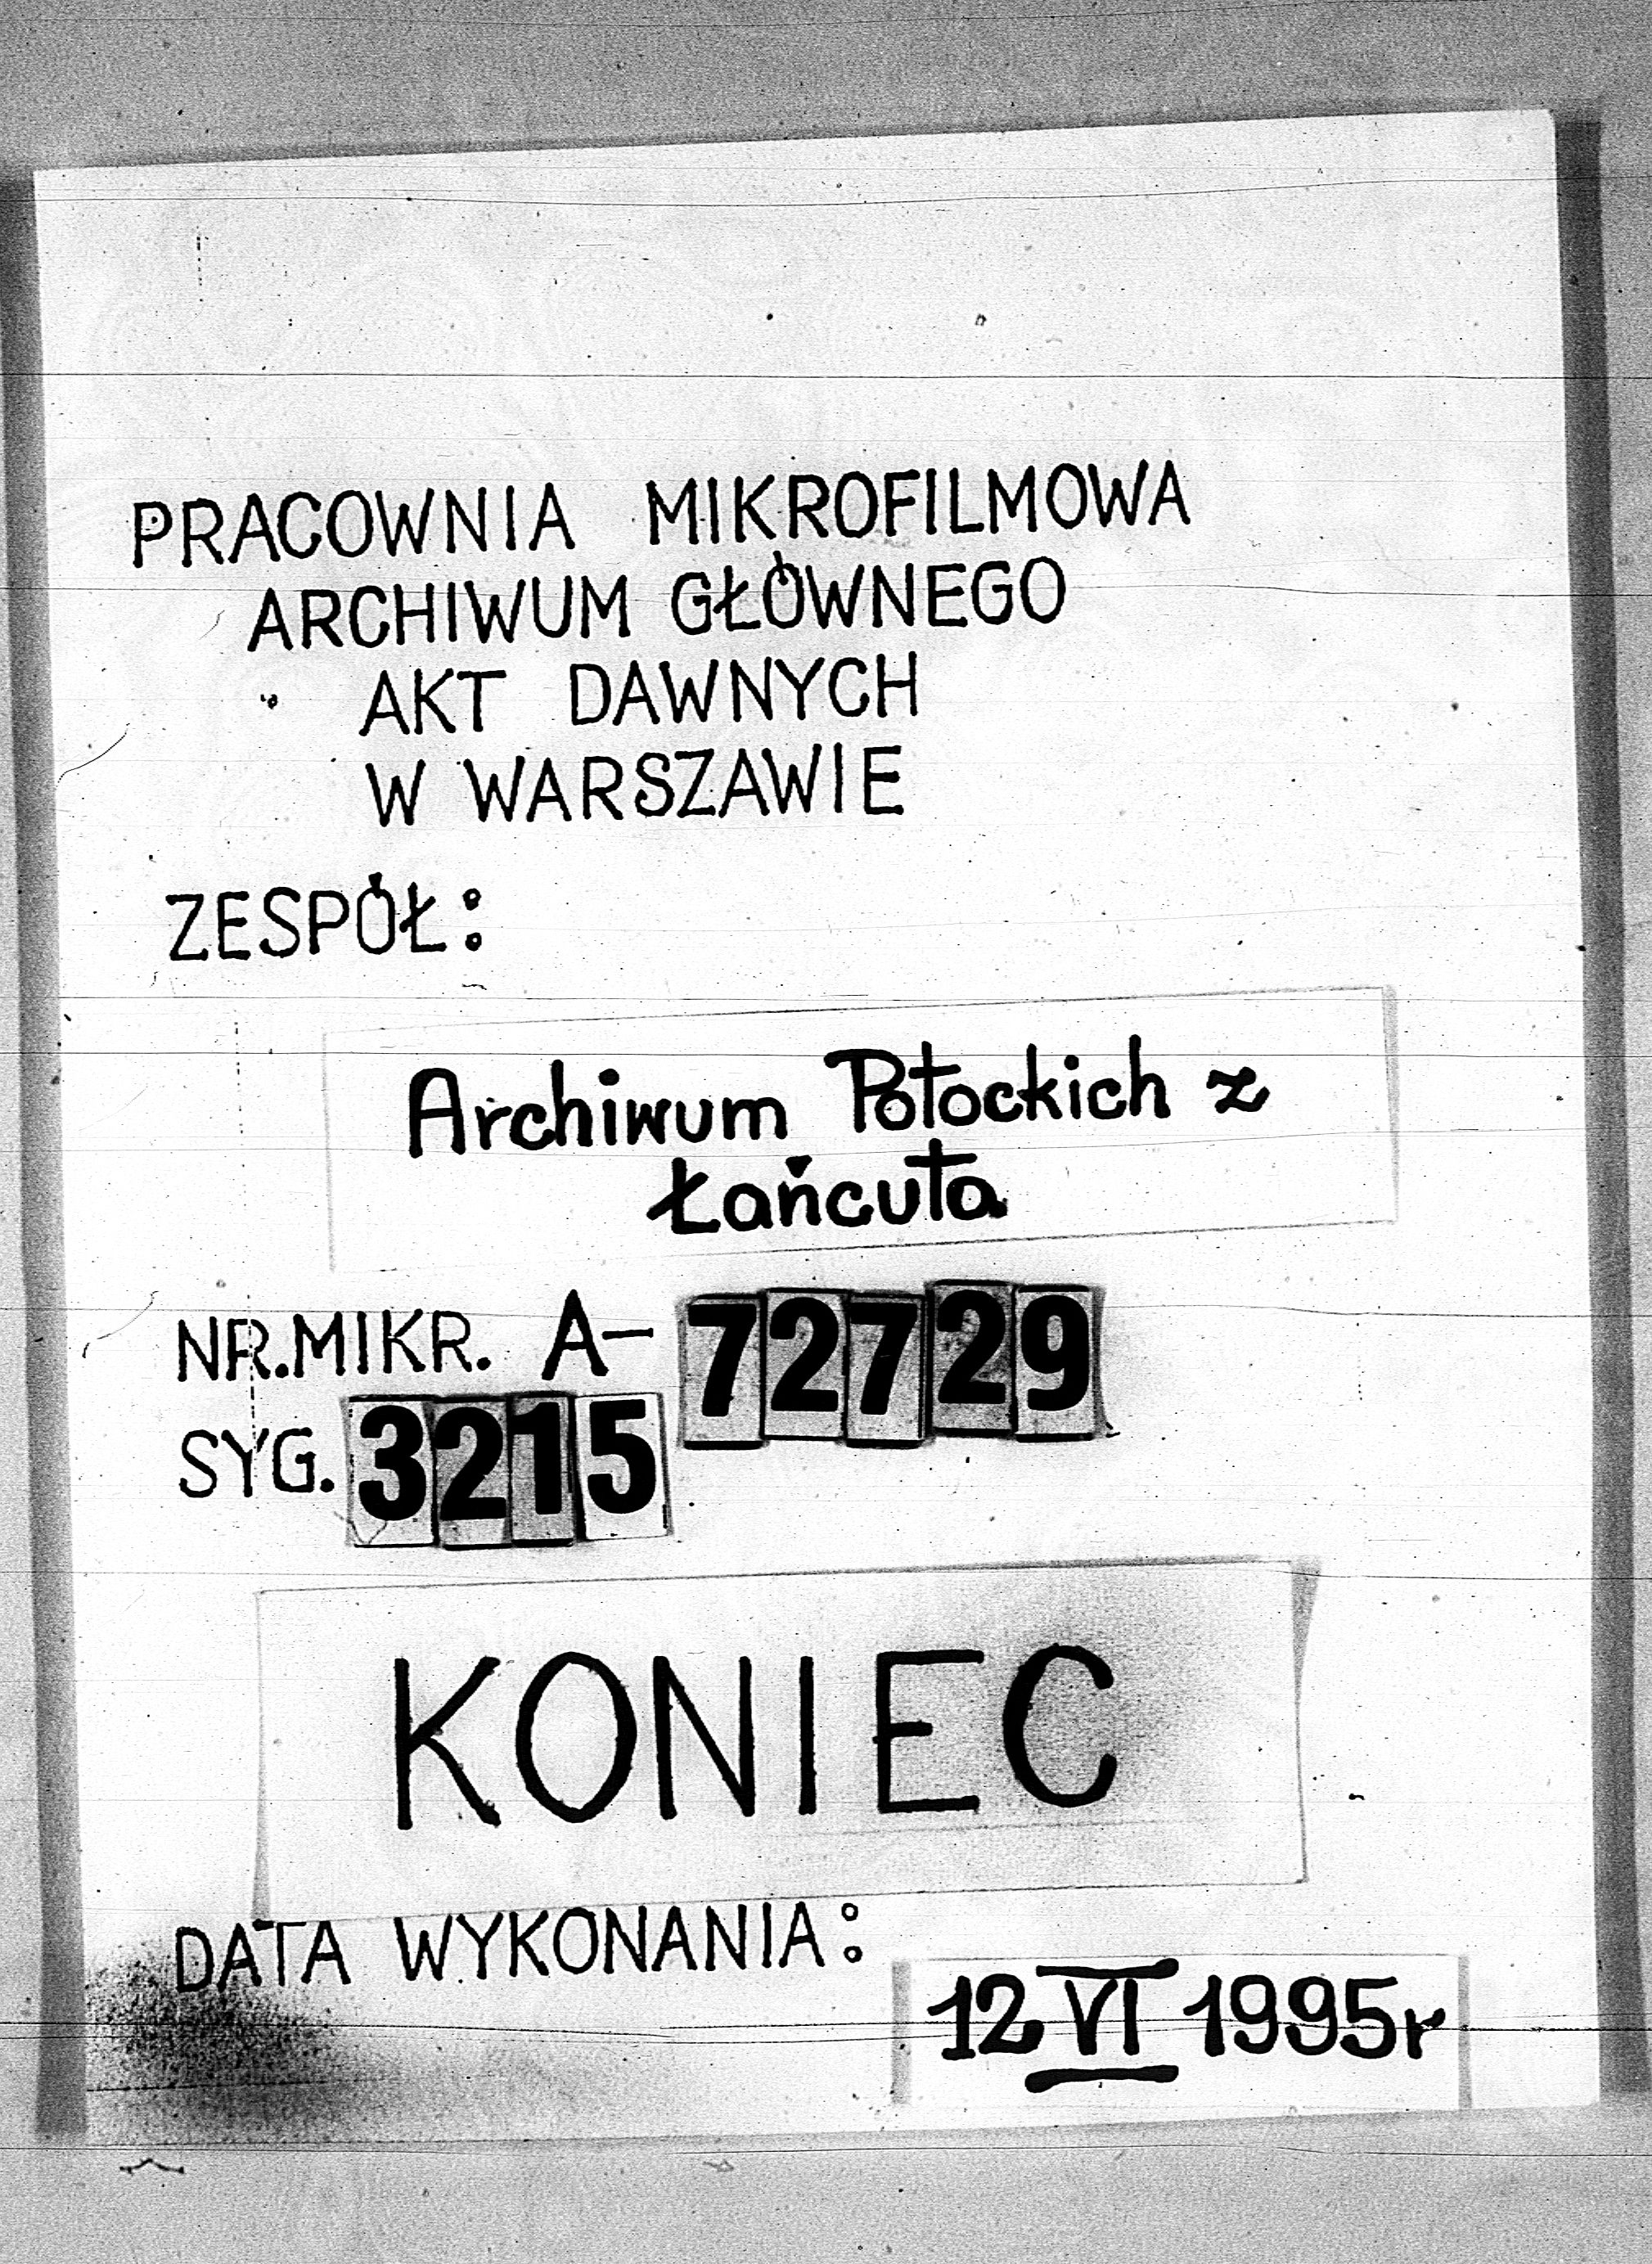 PRACOWNIA MIKROFILMOWA
ARCHIWUM GŁÓWNEGO
AKT DAWNYCH
W WARSZAWIE
ZESPÓŁ:
Archiwum Potockich z
Łańcuta
NR.MIKR. A-72729
SYG. 3215
KONIEC
DATA WYKONANIA:
12 VI 1995r